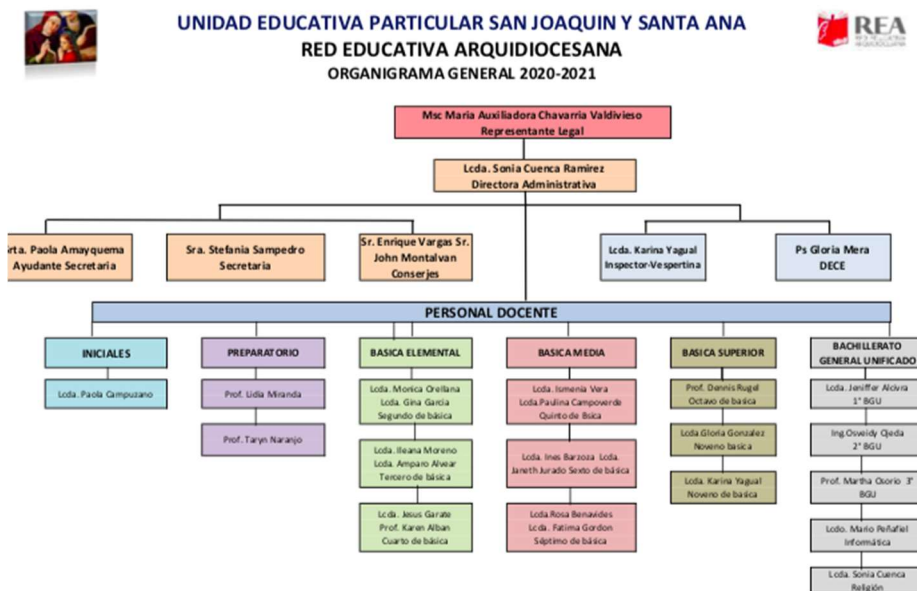 UNIDAD EDUCATIVA PARTICULAR SAN JOAQUIN Y SANTA ANA
RED EDUCATIVA ARQUIDIOCESANA
ORGANIGRAMA GENERAL 2020-2021
REA
RED EDUCATIVA
ARQUIDIOCESANA
Msc Maria Auxiliadora Chavarria Valdivieso
Representante Legal
Lcda. Sonia Cuenca Ramirez
Directora Administrativa
Srta. Paola Amayquema
Ayudante Secretaria
Sra. Stefania Sampedro
Secretaria
Sr. Enrique Vargas Sr.
John Montalvan
Conserjes
Lcda. Karina Yagual
Inspector-Vespertina
Ps Gloria Mera
DECE
PERSONAL DOCENTE
INICIALES
Lcda. Paola Campuzano
PREPARATORIO
Prof. Lidia Miranda
Prof. Taryn Naranjo
BASICA ELEMENTAL
Lcda. Monica Orellana
Lcda. Gina Garcia
Segundo de básica
Lcda. Ileana Moreno
Lcda. Amparo Alvear
Tercero de básica
Lcda. Jesus Garate
Prof. Karen Alban
Cuarto de básica
BASICA MEDIA
Lcda. Ismenia Vera
Lcda.Paulina Campoverde
Quinto de Bsica
Lcda. Ines Barzoza Lcda.
Janeth Jurado Sexto de básica
Lcda.Rosa Benavides
Lcda. Fatima Gordon
Séptimo de básica
BASICA SUPERIOR
Prof. Dennis Rugel
Octavo de basica
Lcda.Gloria Gonzalez
Noveno basica
Lcda. Karina Yagual
Noveno de basica
BACHILLERATO
GENERAL UNIFICADO
Lcda. Jeniffer Alcivra
1° BGU
Ing.Osveidy Ojeda
2° BGU
Prof. Martha Osorio 3°
BGU
Lcdo. Mario Peñafiel
Informática
Lcda. Sonia Cuenca
Religión